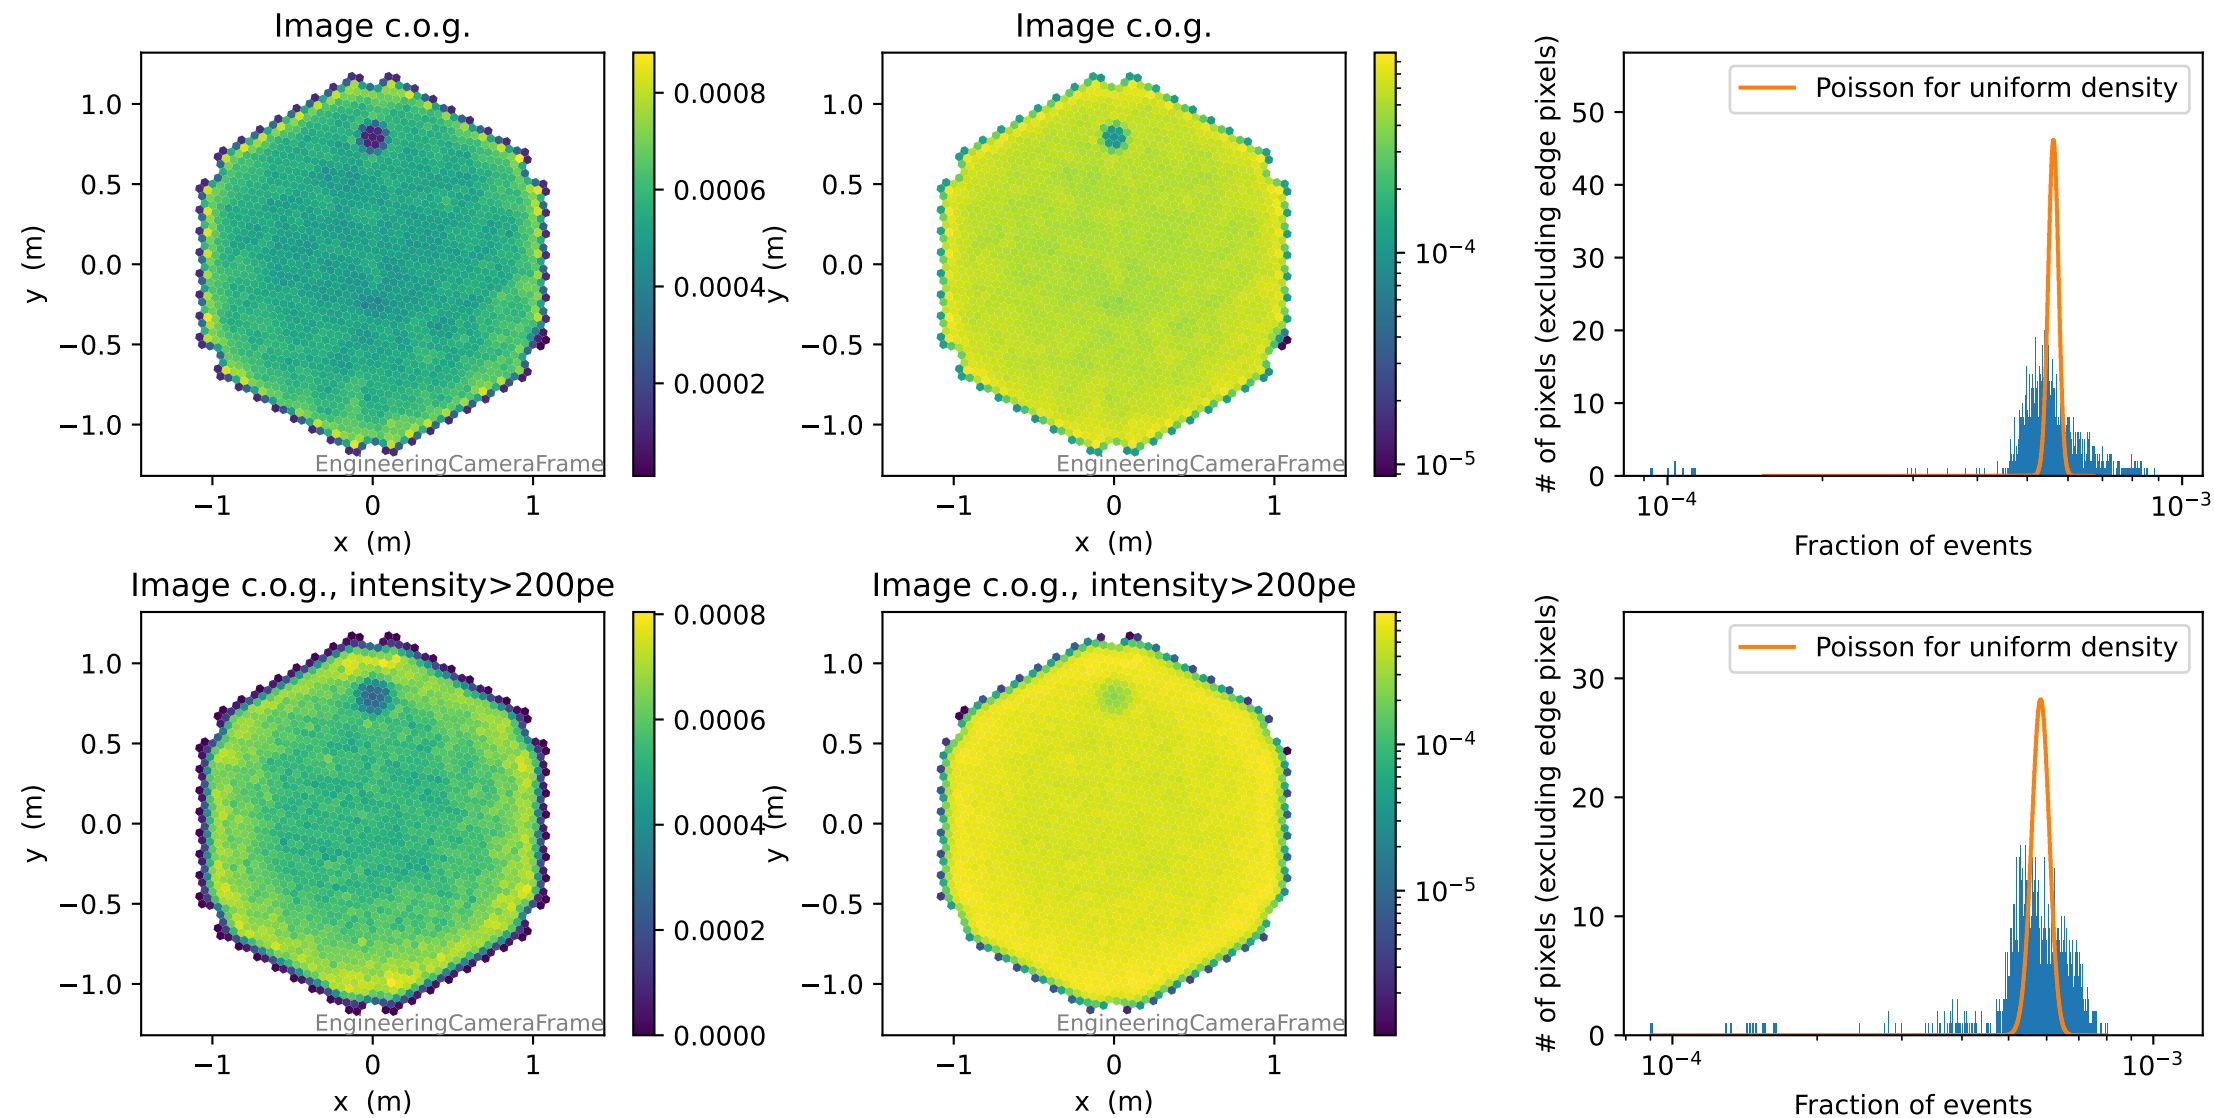 Image c.o.g.
1.0
0.5
0.0
−0.5
−1.0
y (m)
−1
0
1
x (m)
EngineeringCameraFrame
0.0008
0.0006
0.0004
0.0002
Image c.o.g.
1.0
0.5
0.0
−0.5
−1.0
y (m)
−1
0
1
x (m)
EngineeringCameraFrame
10⁻⁴
10⁻⁵
# of pixels (excluding edge pixels)
50
40
30
20
10
0
Poisson for uniform density
10⁻⁴
10⁻³
Fraction of events
Image c.o.g., intensity>200pe
1.0
0.5
0.0
−0.5
−1.0
y (m)
−1
0
1
x (m)
EngineeringCameraFrame
0.0008
0.0006
0.0004
0.0002
0.0000
Image c.o.g., intensity>200pe
1.0
0.5
0.0
−0.5
−1.0
y (m)
−1
0
1
x (m)
EngineeringCameraFrame
10⁻⁴
10⁻⁵
# of pixels (excluding edge pixels)
30
20
10
0
Poisson for uniform density
10⁻⁴
10⁻³
Fraction of events